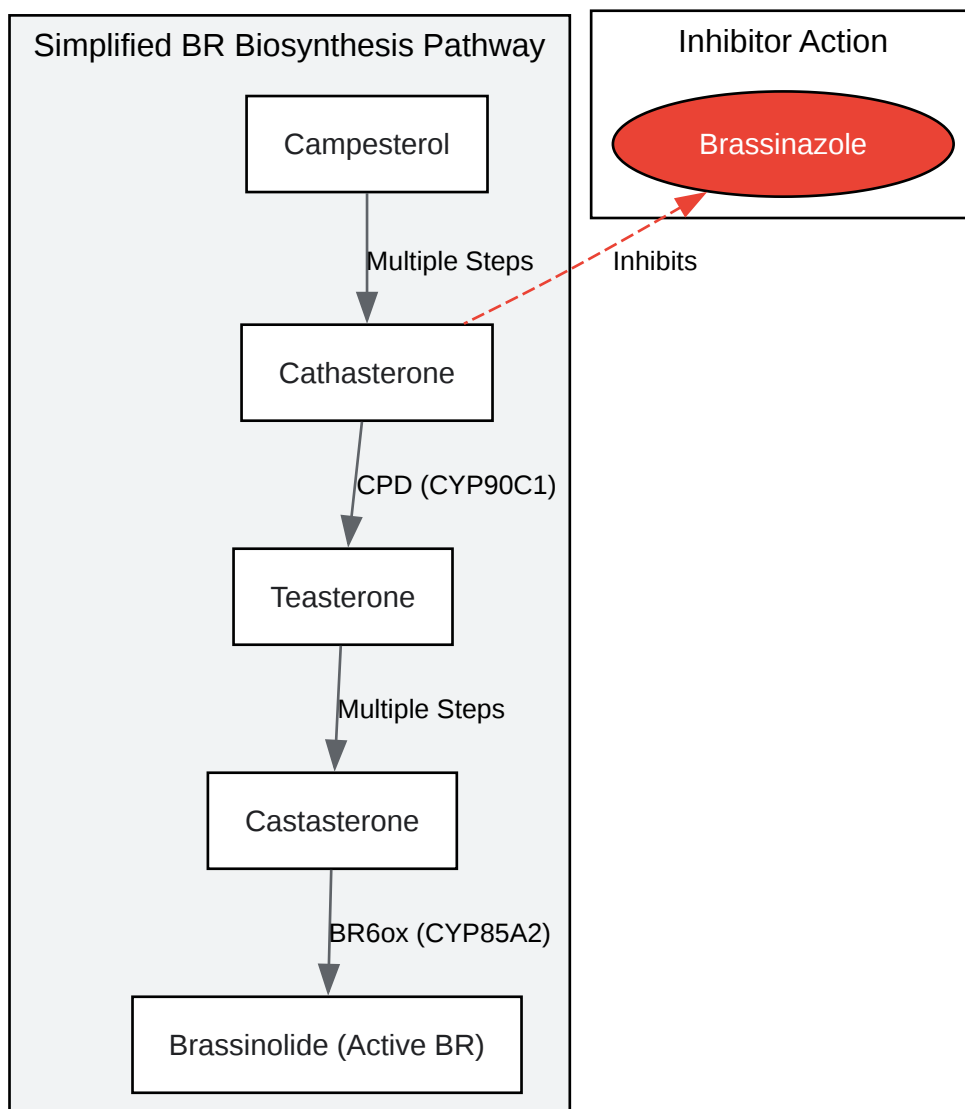 Simplified BR Biosynthesis Pathway
Inhibitor Action
Campesterol
Brassinazole
Multiple Steps
Inhibits
Cathasterone
CPD (CYP90C1)
Teasterone
Multiple Steps
Castasterone
BR6ox (CYP85A2)
Brassinolide (Active BR)